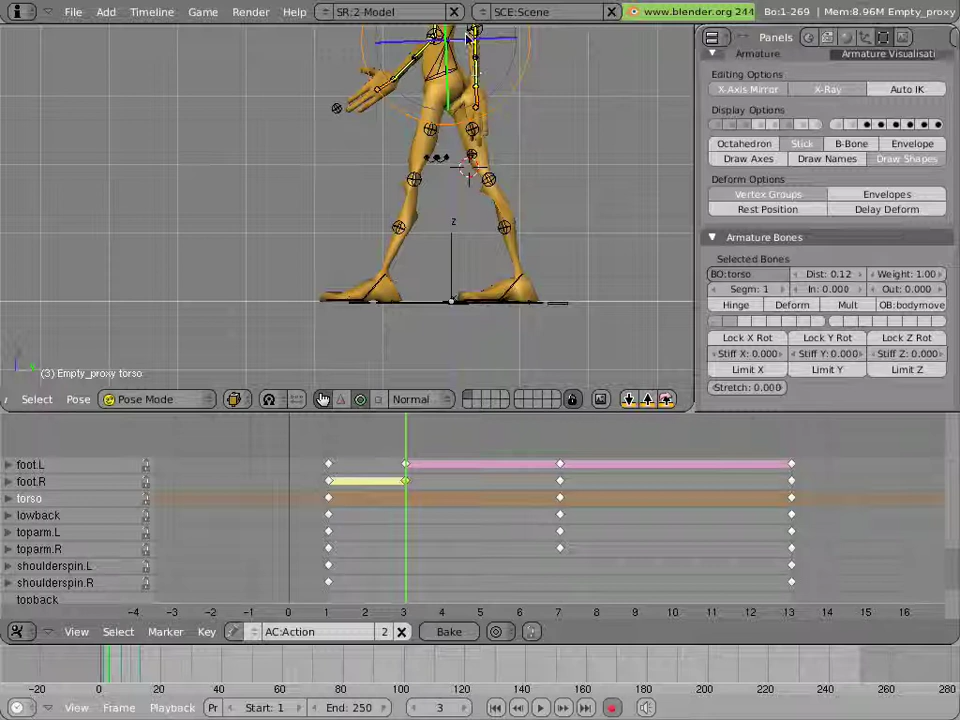 File Add Timeline Game Render Help SR:2-Model SCE:Scene www.blender.org 244 Bo:1-269 | Mem:8.96M Empty_proxy
Panels
Armature Armature Visualisati
Editing Options
X-Axis Mirror X-Ray Auto IK
Display Options
Octahedron Stick B-Bone Envelope
Draw Axes Draw Names Draw Shapes
Deform Options
Vertex Groups Envelopes
Rest Position Delay Deform
Armature Bones
Selected Bones
BO:torso Dist: 0.12 Weight: 1.00
Segm: 1 In: 0.000 Out: 0.000
Hinge Deform Mult OB:bodymove
Lock X Rot Lock Y Rot Lock Z Rot
Stiff X: 0.000 Stiff Y: 0.000 Stiff Z: 0.000
Limit X Limit Y Limit Z
Stretch: 0.000
z
(3) Empty_proxy torso
Select Pose Pose Mode Normal
foot.L
foot.R
torso
lowback
toparm.L
toparm.R
shoulderspin.L
shoulderspin.R
topback
-4 -3 -2 -1 0 1 2 3 4 5 6 7 8 9 10 11 12 13 14 15 16
View Select Marker Key AC:Action 2 Bake
-20 0 20 40 60 80 100 120 140 160 180 200 220 240 260 280
View Frame Playback Pr Start: 1 End: 250 3